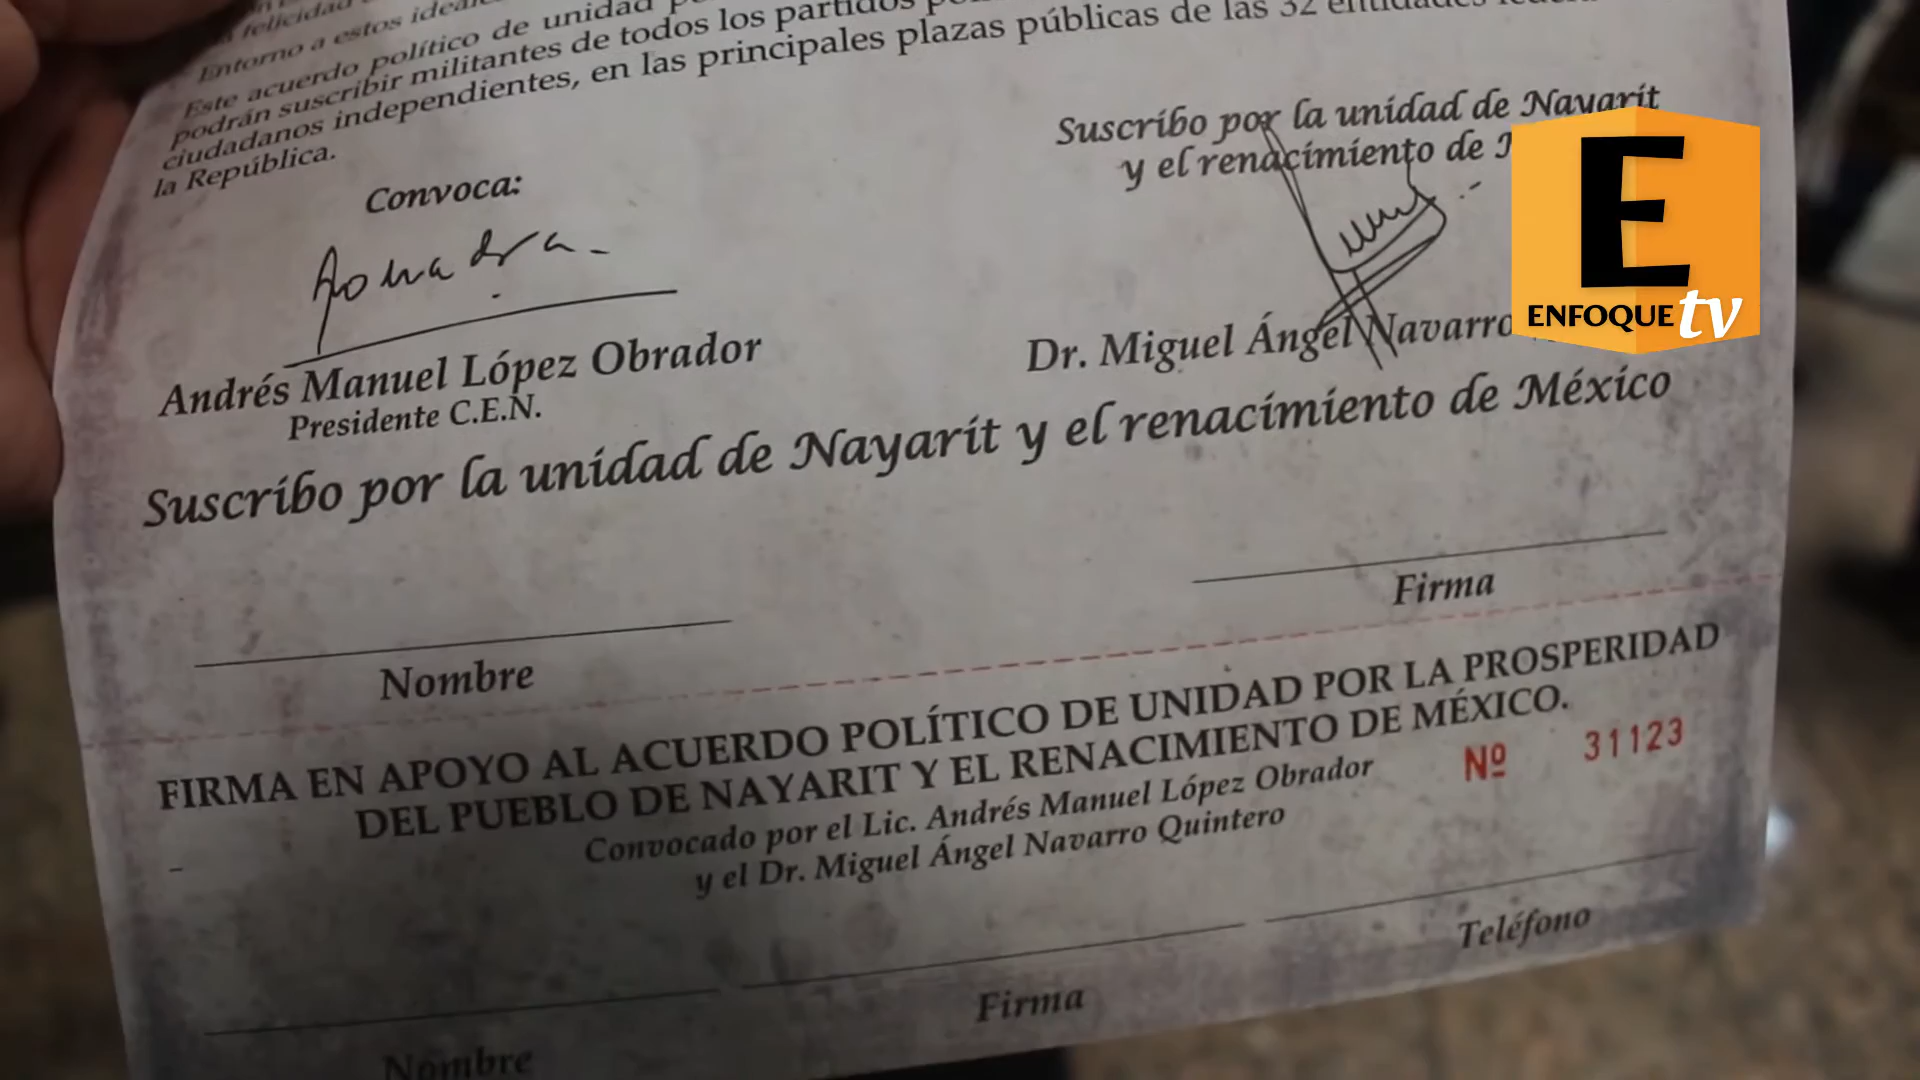 felicidad
Entorno a estos ideales
Este acuerdo político de unidad
podrán suscribir militantes de todos los partidos
ciudadanos independientes, en las principales plazas públicas de las 32 entidades
la República.
Convoca:
Andrés Manuel López Obrador
Presidente C.E.N.
Suscribo por la unidad de Nayarit
y el renacimiento de
Dr. Miguel Ángel Navarro
E
ENFOQUE tv
Suscribo por la unidad de Nayarit y el renacimiento de México
Nombre
Firma
FIRMA EN APOYO AL ACUERDO POLÍTICO DE UNIDAD POR LA PROSPERIDAD
DEL PUEBLO DE NAYARIT Y EL RENACIMIENTO DE MÉXICO.
Convocado por el Lic. Andrés Manuel López Obrador
y el Dr. Miguel Ángel Navarro Quintero
Nº 31123
Nombre
Firma
Teléfono